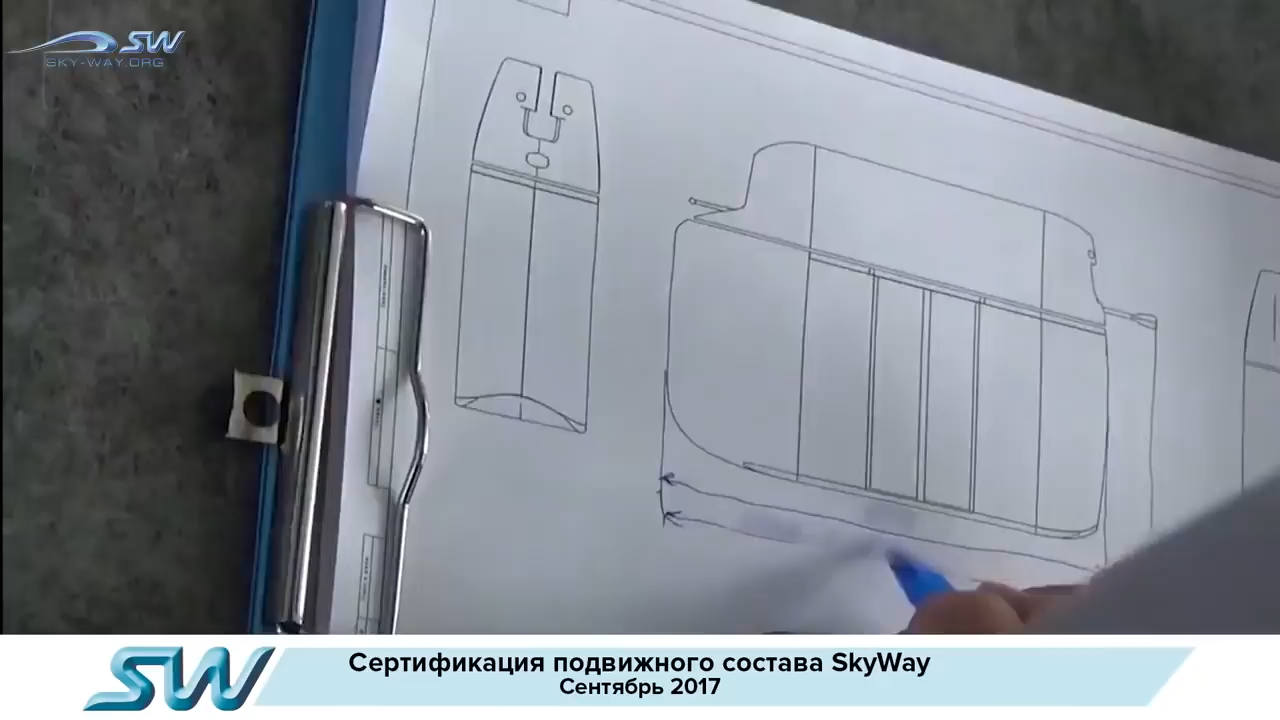 SW
SKY-WAY.ORG
SW
Сертификация подвижного состава SkyWay
Сентябрь 2017